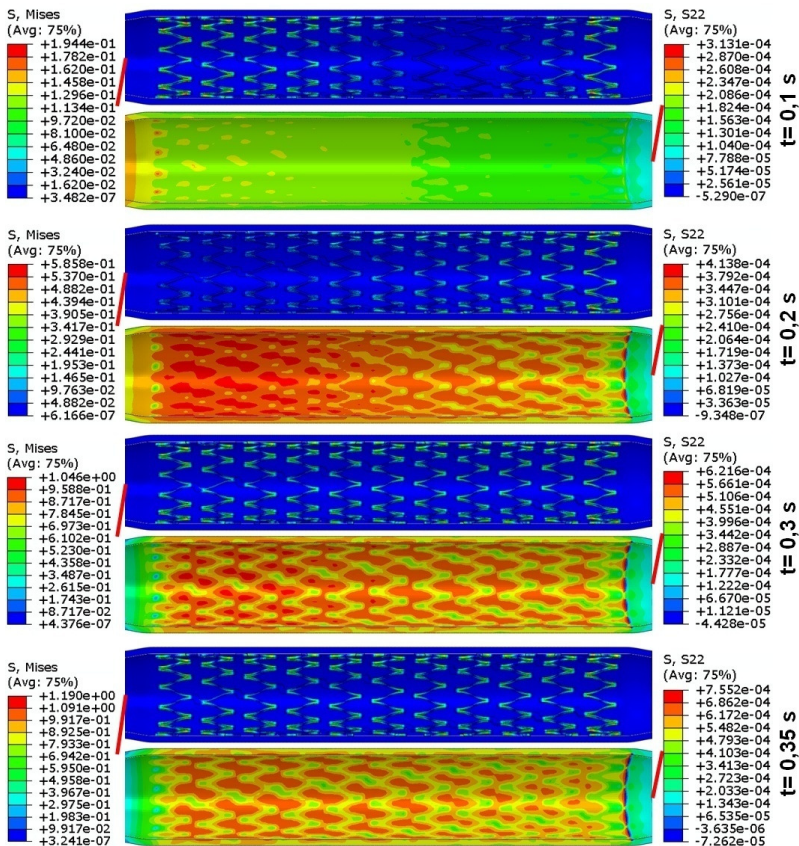 S, Mises
(Avg: 75%)
+1.944e-01
+1.782e-01
+1.620e-01
+1.458e-01
+1.296e-01
+1.134e-01
+9.720e-02
+8.100e-02
+6.480e-02
+4.860e-02
+3.240e-02
+1.620e-02
+3.482e-07
S, S22
(Avg: 75%)
+3.131e-04
+2.870e-04
+2.608e-04
+2.347e-04
+2.086e-04
+1.824e-04
+1.563e-04
+1.301e-04
+1.040e-04
+7.788e-05
+5.174e-05
+2.561e-05
-5.290e-07
t= 0,1 s
S, Mises
(Avg: 75%)
+5.858e-01
+5.370e-01
+4.882e-01
+4.394e-01
+3.905e-01
+3.417e-01
+2.929e-01
+2.441e-01
+1.953e-01
+1.465e-01
+9.763e-02
+4.882e-02
+6.166e-07
S, S22
(Avg: 75%)
+4.138e-04
+3.792e-04
+3.447e-04
+3.101e-04
+2.756e-04
+2.410e-04
+2.064e-04
+1.719e-04
+1.373e-04
+1.027e-04
+6.819e-05
+3.363e-05
-9.348e-07
t= 0,2 s
S, Mises
(Avg: 75%)
+1.046e+00
+9.588e-01
+8.717e-01
+7.845e-01
+6.973e-01
+6.102e-01
+5.230e-01
+4.358e-01
+3.487e-01
+2.615e-01
+1.743e-01
+8.717e-02
+4.376e-07
S, S22
(Avg: 75%)
+6.216e-04
+5.661e-04
+5.106e-04
+4.551e-04
+3.996e-04
+3.442e-04
+2.887e-04
+2.332e-04
+1.777e-04
+1.222e-04
+6.670e-05
+1.121e-05
-4.428e-05
t= 0,3 s
S, Mises
(Avg: 75%)
+1.190e+00
+1.091e+00
+9.917e-01
+8.925e-01
+7.933e-01
+6.942e-01
+5.950e-01
+4.958e-01
+3.967e-01
+2.975e-01
+1.983e-01
+9.917e-02
+3.241e-07
S, S22
(Avg: 75%)
+7.552e-04
+6.862e-04
+6.172e-04
+5.482e-04
+4.793e-04
+4.103e-04
+3.413e-04
+2.723e-04
+2.033e-04
+1.343e-04
+6.535e-05
-3.635e-06
-7.262e-05
t= 0,35 s